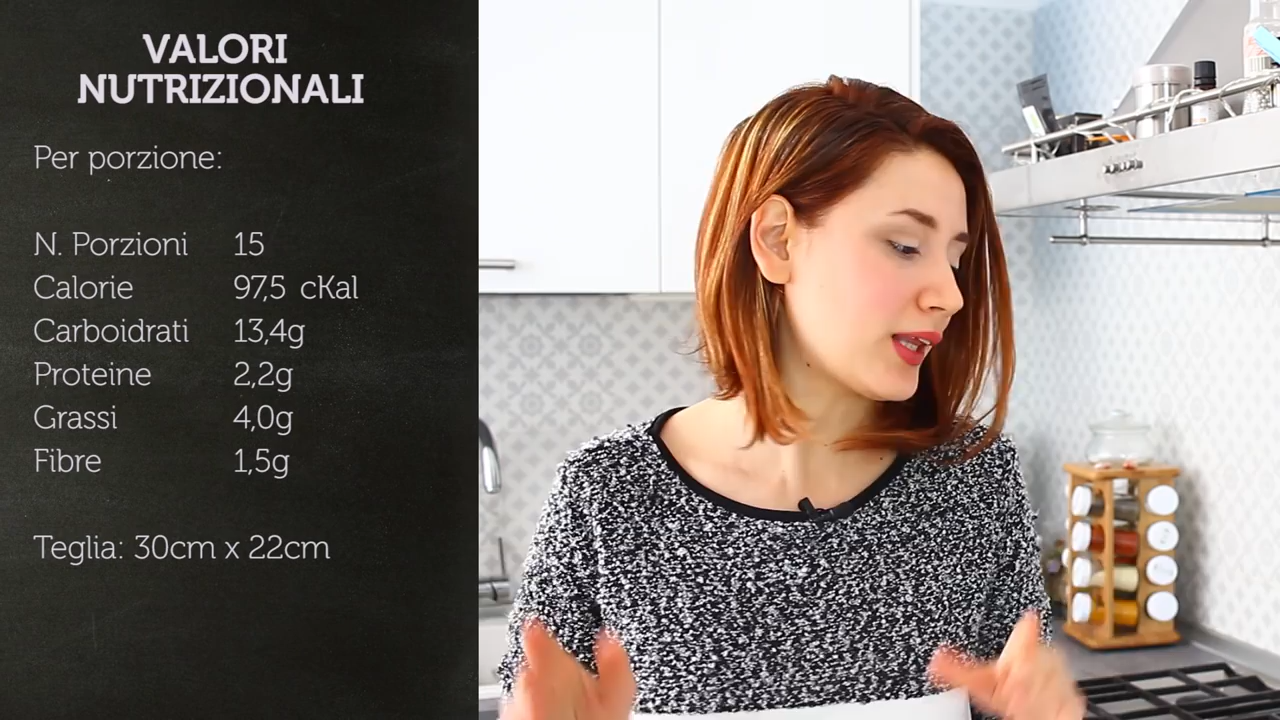 VALORI
NUTRIZIONALI
Per porzione:
N. Porzioni 15
Calorie 97,5 cKal
Carboidrati 13,4g
Proteine 2,2g
Grassi 4,0g
Fibre 1,5g
Teglia: 30cm x 22cm